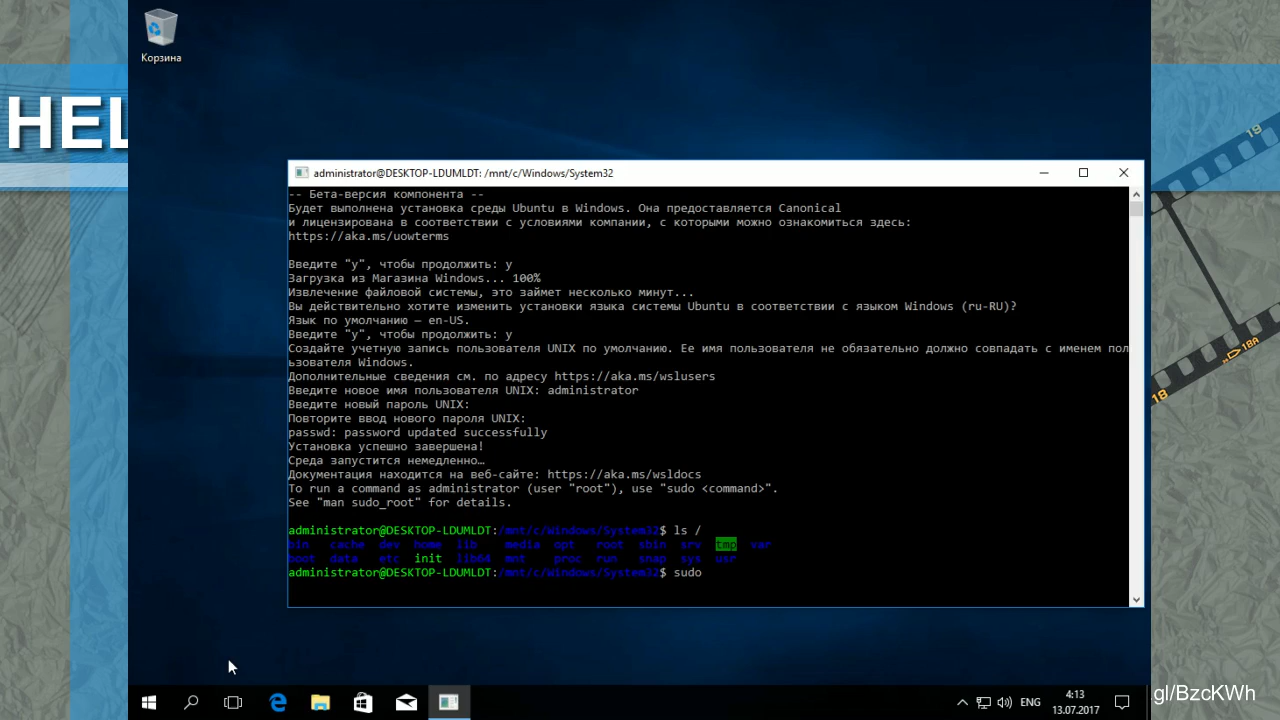 Корзина
HEL
administrator@DESKTOP-LDUMLDT: /mnt/c/Windows/System32
-- Бета-версия компонента --
Будет выполнена установка среды Ubuntu в Windows. Она предоставляется Canonical
и лицензирована в соответствии с условиями компании, с которыми можно ознакомиться здесь:
https://aka.ms/uowterms
Введите "y", чтобы продолжить: y
Загрузка из Магазина Windows... 100%
Извлечение файловой системы, это займет несколько минут...
Вы действительно хотите изменить установки языка системы Ubuntu в соответствии с языком Windows (ru-RU)?
Язык по умолчанию — en-US.
Введите "y", чтобы продолжить: y
Создайте учетную запись пользователя UNIX по умолчанию. Ее имя пользователя не обязательно должно совпадать с именем пол
ьзователя Windows.
Дополнительные сведения см. по адресу https://aka.ms/wslusers
Введите новое имя пользователя UNIX: administrator
Введите новый пароль UNIX:
Повторите ввод нового пароля UNIX:
passwd: password updated successfully
Установка успешно завершена!
Среда запустится немедленно…
Документация находится на веб-сайте: https://aka.ms/wsldocs
To run a command as administrator (user "root"), use "sudo <command>".
See "man sudo_root" for details.
administrator@DESKTOP-LDUMLDT:/mnt/c/Windows/System32$ ls /
bin cache dev home lib media opt root sbin srv tmp var
boot data etc init lib64 mnt proc run snap sys usr
administrator@DESKTOP-LDUMLDT:/mnt/c/Windows/System32$ sudo
19
18A
18
ENG
4:13
13.07.2017
gl/BzcKWh